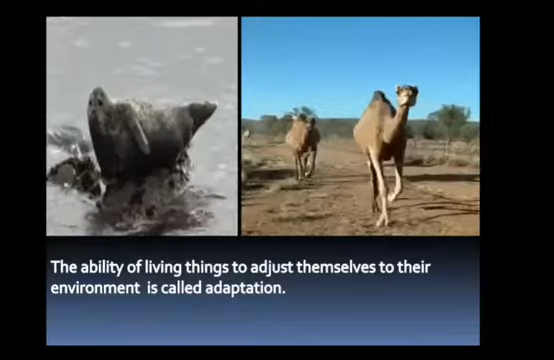 The ability of living things to adjust themselves to their
environment is called adaptation.